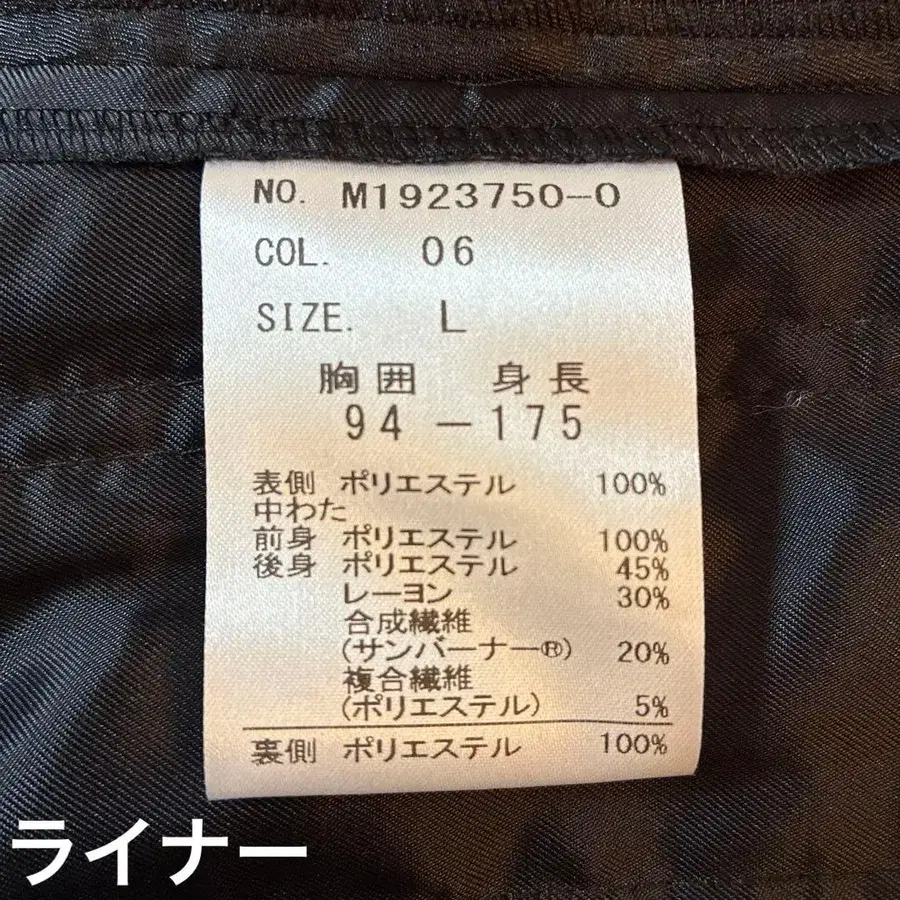 NO. M1923750-0
COL. 06
SIZE. L
胸囲 身長
94 -175
表側 ポリエステル 100%
中わた
前身 ポリエステル 100%
後身 ポリエステル 45%
レーヨン 30%
合成繊維
(サンバーナー®) 20%
複合繊維
(ポリエステル) 5%
裏側 ポリエステル 100%
ライナー